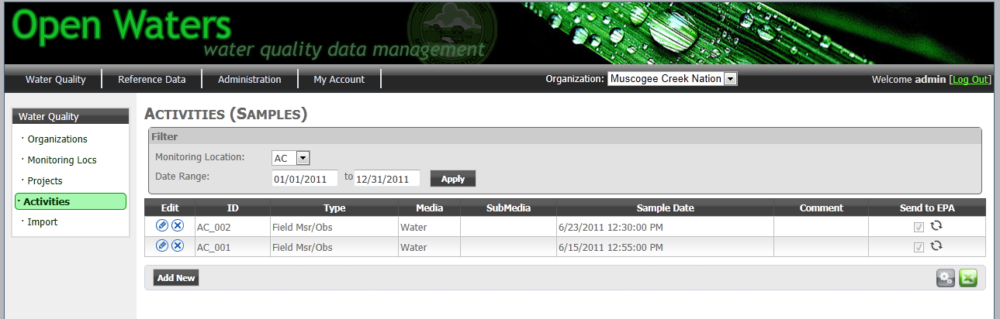 Open Waters
water quality data management
Water Quality Reference Data Administration My Account Organization: Muscogee Creek Nation Welcome admin [Log Out]
Water Quality
· Organizations
· Monitoring Locs
· Projects
· Activities
· Import
ACTIVITIES (SAMPLES)
Filter
Monitoring Location: AC
Date Range: 01/01/2011 to 12/31/2011 Apply
Edit ID Type Media SubMedia Sample Date Comment Send to EPA
AC_002 Field Msr/Obs Water 6/23/2011 12:30:00 PM
AC_001 Field Msr/Obs Water 6/15/2011 12:55:00 PM
Add New